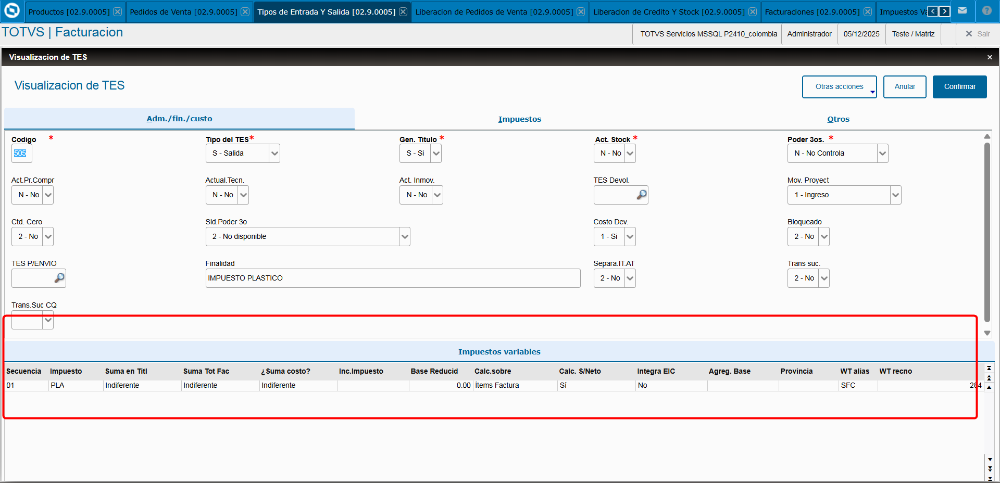 Productos [02.9.0005] Pedidos de Venta [02.9.0005] Tipos de Entrada Y Salida [02.9.0005] Liberacion de Pedidos de Venta [02.9.0005] Liberacion de Credito Y Stock [02.9.0005] Facturaciones [02.9.0005] Impuestos Va
TOTVS | Facturacion
TOTVS Servicios MSSQL P2410_colombia Administrador 05/12/2025 Teste / Matriz Sair
Visualizacion de TES
Visualizacion de TES
Otras acciones Anular Confirmar
Adm./fin./custo Impuestos Otros
Codigo * Tipo del TES* Gen. Titulo * Act. Stock * Poder 3os. *
505 S - Salida S - Si N - No N - No Controla
Act.Pr.Compr Actual.Tecn. Act. Inmov. TES Devol. Mov. Proyect
N - No N - No N - No 1 - Ingreso
Ctd. Cero Sld.Poder 3o Costo Dev. Bloqueado
2 - No 2 - No disponible 1 - Si 2 - No
TES P/ENVIO Finalidad Separa.IT.AT Trans suc.
IMPUESTO PLASTICO 2 - No 2 - No
Trans.Suc CQ
Impuestos variables
Secuencia Impuesto Suma en Titl Suma Tot Fac ¿Suma costo? Inc.Impuesto Base Reducid Calc.sobre Calc. S/Neto Integra EIC Agreg. Base Provincia WT alias WT recno
01 PLA Indiferente Indiferente Indiferente 0.00 Ítems Factura Sí No SFC 284